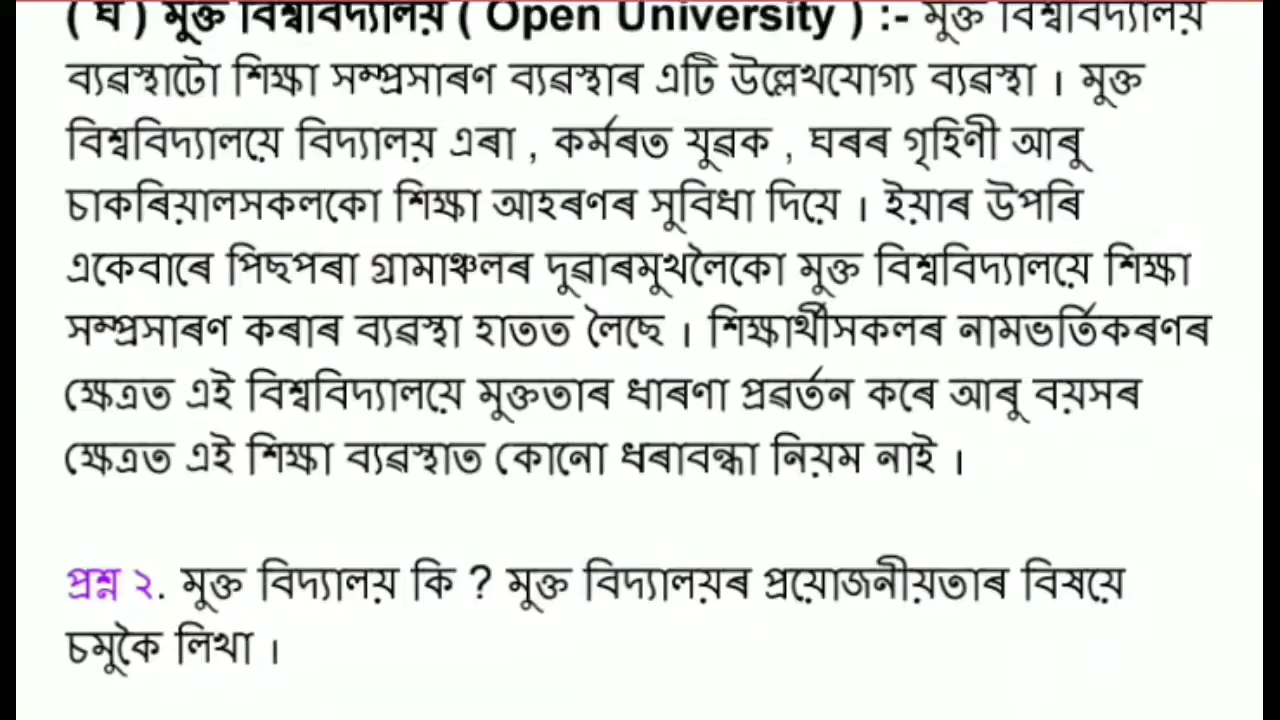 ( ঘ ) মুক্ত বিশ্ববিদ্যালয় ( Open University ) :- মুক্ত বিশ্ববিদ্যালয়
ব্যৱস্থাটো শিক্ষা সম্প্ৰসাৰণ ব্যৱস্থাৰ এটি উল্লেখযোগ্য ব্যৱস্থা । মুক্ত
বিশ্ববিদ্যালয়ে বিদ্যালয় এৰা , কৰ্মৰত যুৱক , ঘৰৰ গৃহিণী আৰু
চাকৰিয়ালসকলকো শিক্ষা আহৰণৰ সুবিধা দিয়ে । ইয়াৰ উপৰি
একেবাৰে পিছপৰা গ্ৰামাঞ্চলৰ দুৱাৰমুখলৈকো মুক্ত বিশ্ববিদ্যালয়ে শিক্ষা
সম্প্ৰসাৰণ কৰাৰ ব্যৱস্থা হাতত লৈছে । শিক্ষাৰ্থীসকলৰ নামভৰ্তিকৰণৰ
ক্ষেত্ৰত এই বিশ্ববিদ্যালয়ে মুক্ততাৰ ধাৰণা প্ৰৱৰ্তন কৰে আৰু বয়সৰ
ক্ষেত্ৰত এই শিক্ষা ব্যৱস্থাত কোনো ধৰাবন্ধা নিয়ম নাই ।
প্ৰশ্ন ২. মুক্ত বিদ্যালয় কি ? মুক্ত বিদ্যালয়ৰ প্ৰয়োজনীয়তাৰ বিষয়ে
চমুকৈ লিখা ।